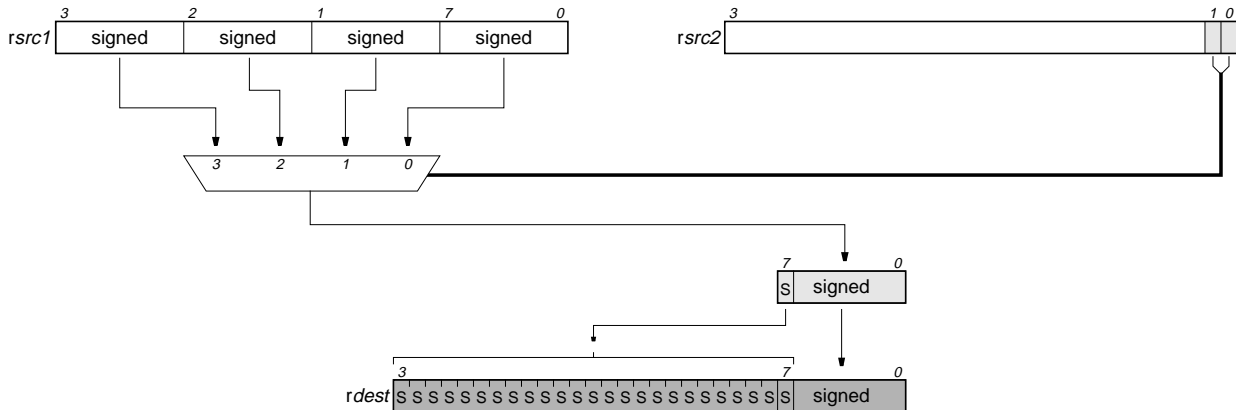 3 2 1 7 0 3 1 0
rsrc1 signed signed signed signed rsrc2
3 2 1 0
7 0
S signed
3 7 0
rdest S S S S S S S S S S S S S S S S S S S S S S S S S signed